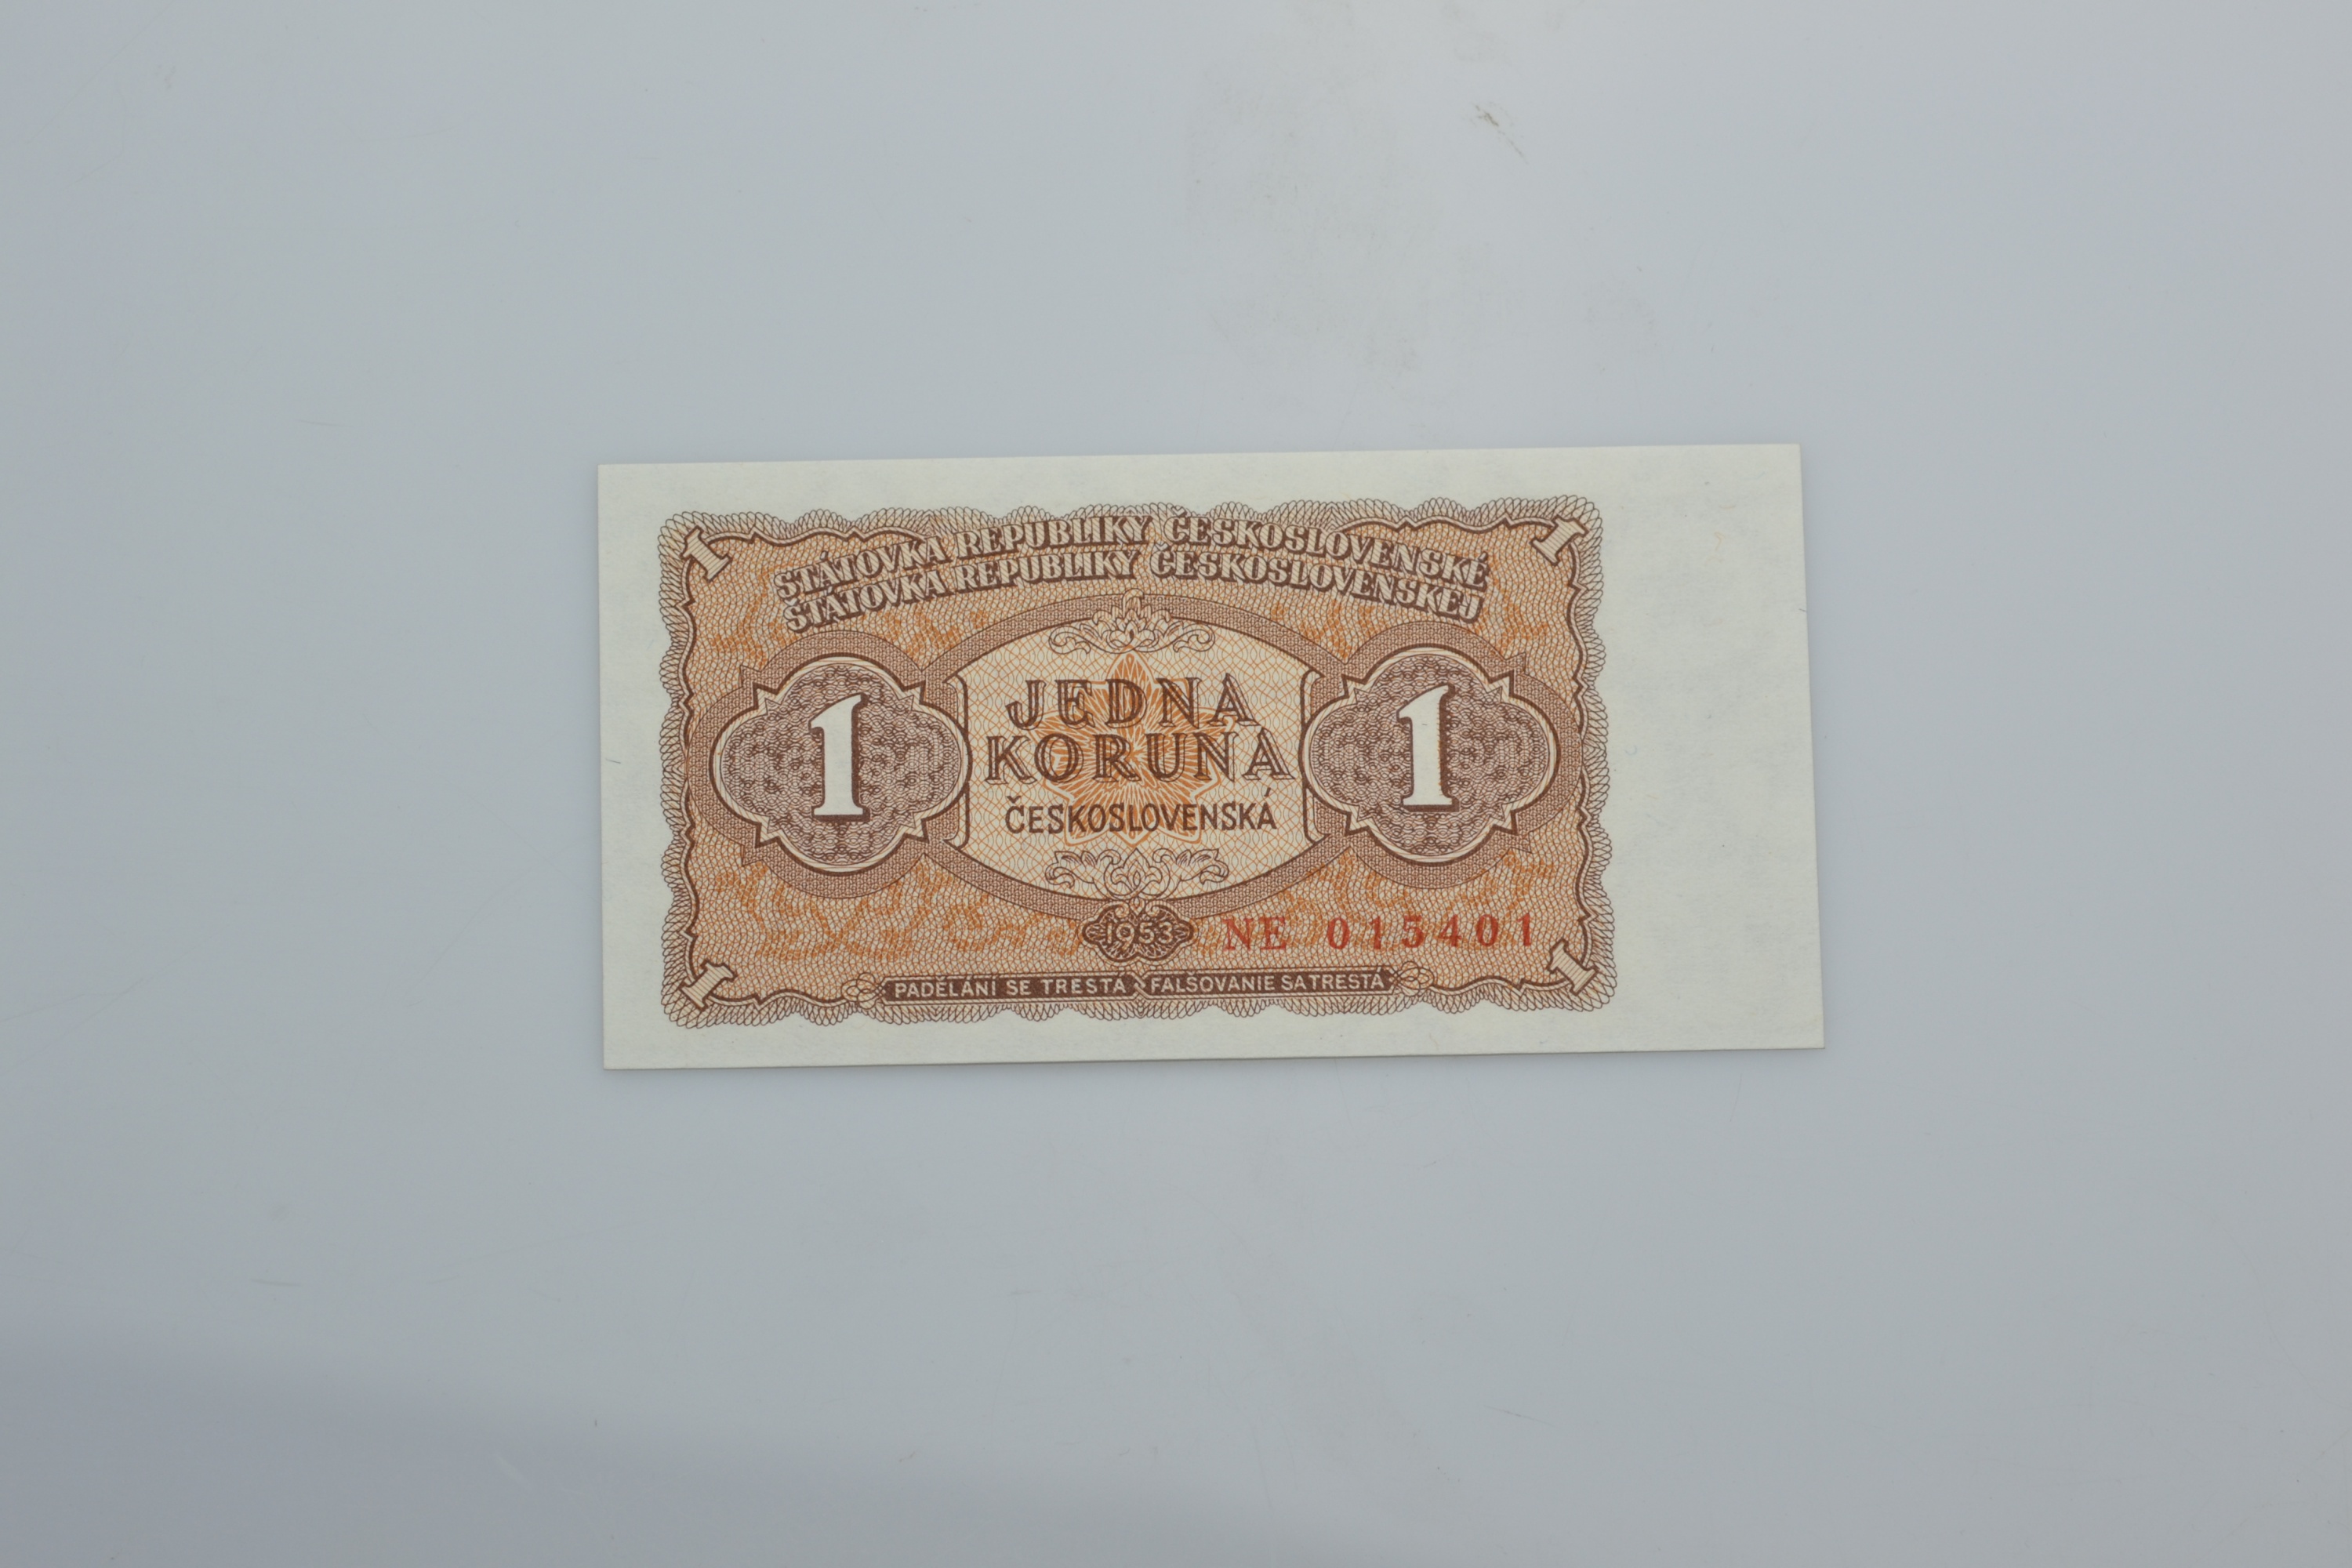 1 1
STÁTOVKA REPUBLIKY ČESKOSLOVENSKÉ
ŠTÁTOVKA REPUBLIKY ČESKOSLOVENSKEJ
1 JEDNA 1
KORUNA
ČESKOSLOVENSKÁ
1953 NE 015401
1 1
PADĚLÁNÍ SE TRESTÁ FALŠOVANIE SA TRESTÁ